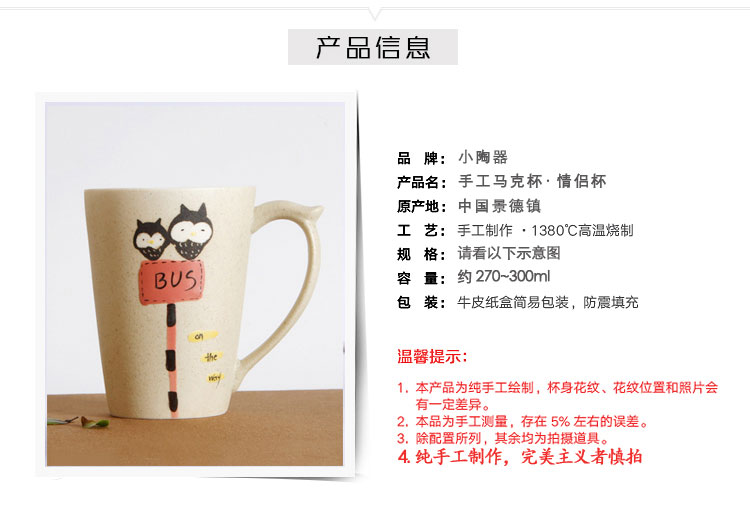 产品信息
品 牌： 小陶器
产品名： 手工马克杯·情侣杯
原产地： 中国景德镇
工 艺： 手工制作 ·1380℃高温烧制
规 格： 请看以下示意图
容 量： 约270~300ml
包 装： 牛皮纸盒简易包装，防震填充
BUS
on
the
way
温馨提示：
1. 本产品为纯手工绘制，杯身花纹、花纹位置和照片会
有一定差异。
2. 本品为手工测量，存在 5% 左右的误差。
3. 除配置所列，其余均为拍摄道具。
4. 纯手工制作，完美主义者慎拍